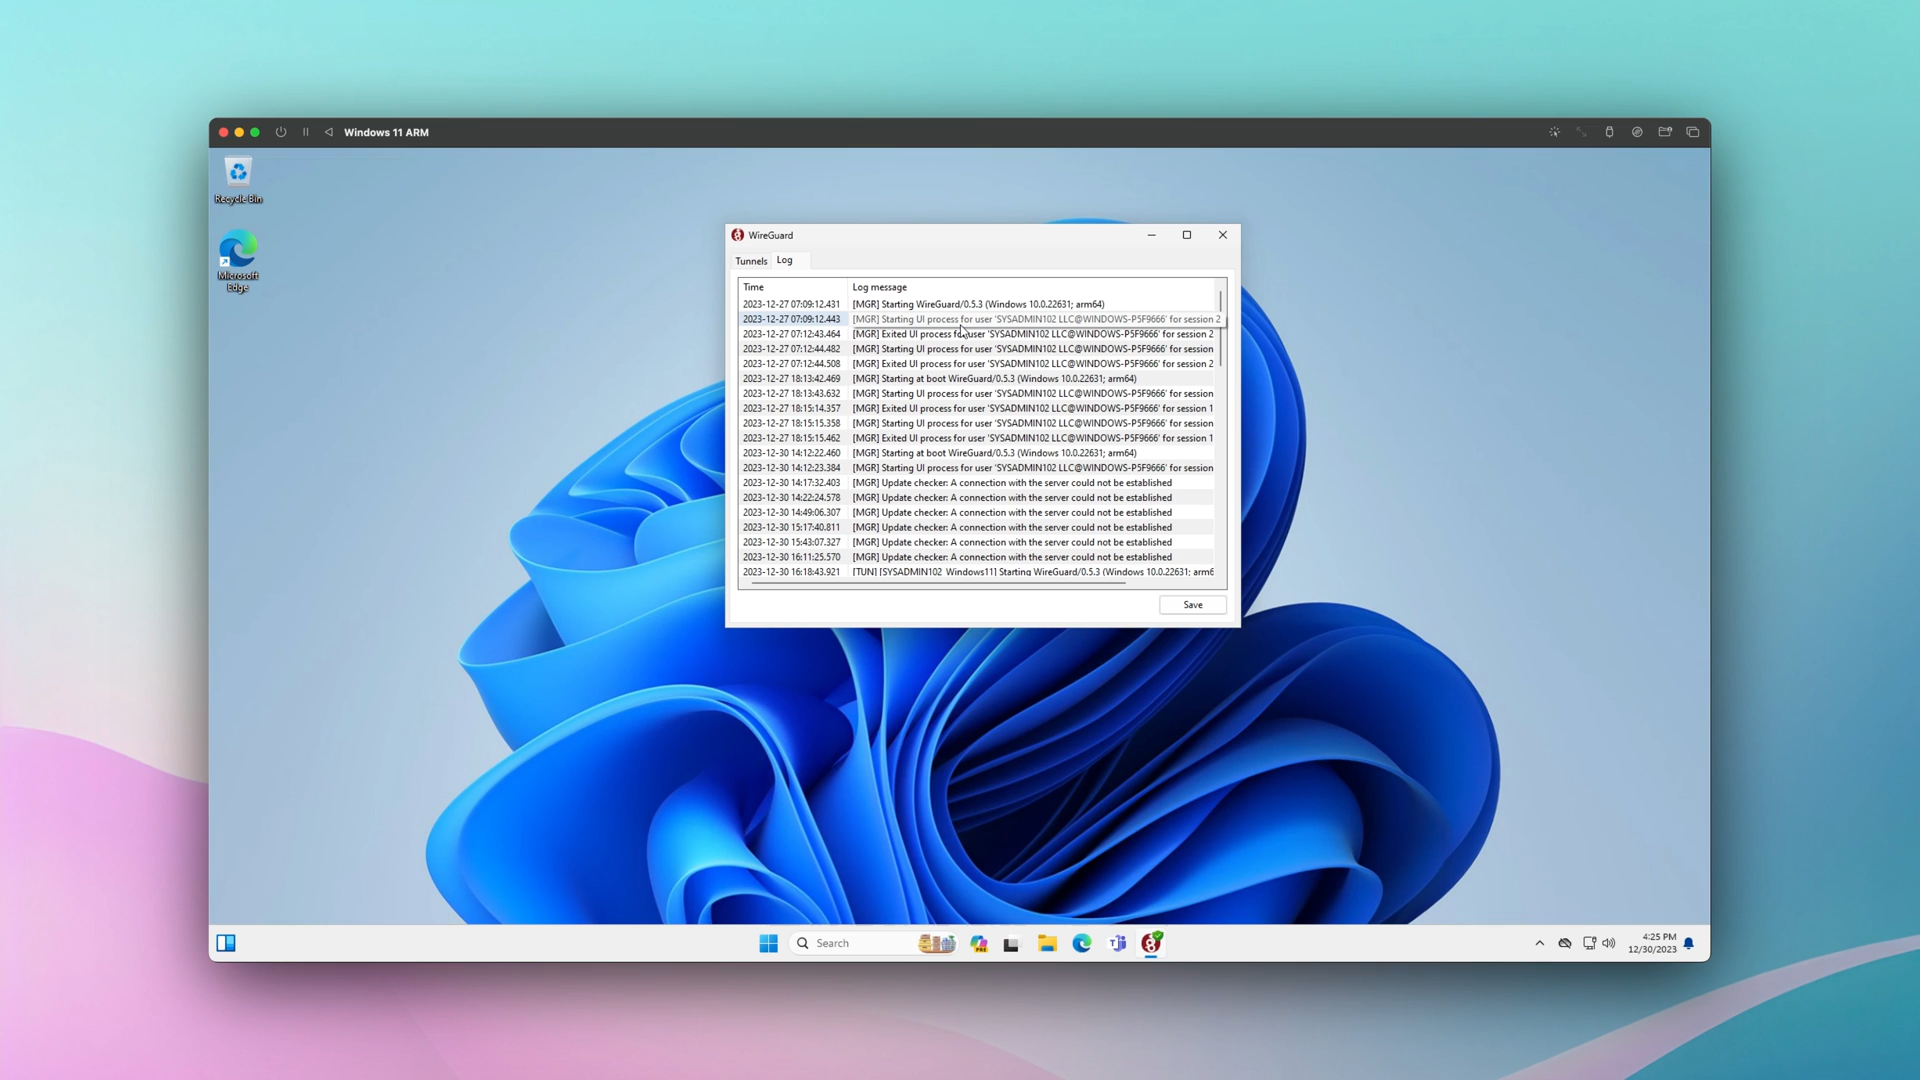 Windows 11 ARM
Recycle Bin
Microsoft
Edge
WireGuard
Tunnels Log
Time Log message
2023-12-27 07:09:12.431 [MGR] Starting WireGuard/0.5.3 (Windows 10.0.22631; arm64)
2023-12-27 07:09:12.443 [MGR] Starting UI process for user 'SYSADMIN102 LLC@WINDOWS-P5F9666' for session 2
2023-12-27 07:12:43.464 [MGR] Exited UI process for user 'SYSADMIN102 LLC@WINDOWS-P5F9666' for session 2
2023-12-27 07:12:44.482 [MGR] Starting UI process for user 'SYSADMIN102 LLC@WINDOWS-P5F9666' for session
2023-12-27 07:12:44.508 [MGR] Exited UI process for user 'SYSADMIN102 LLC@WINDOWS-P5F9666' for session 2
2023-12-27 18:13:42.469 [MGR] Starting at boot WireGuard/0.5.3 (Windows 10.0.22631; arm64)
2023-12-27 18:13:43.632 [MGR] Starting UI process for user 'SYSADMIN102 LLC@WINDOWS-P5F9666' for session
2023-12-27 18:15:14.357 [MGR] Exited UI process for user 'SYSADMIN102 LLC@WINDOWS-P5F9666' for session 1
2023-12-27 18:15:15.358 [MGR] Starting UI process for user 'SYSADMIN102 LLC@WINDOWS-P5F9666' for session
2023-12-27 18:15:15.462 [MGR] Exited UI process for user 'SYSADMIN102 LLC@WINDOWS-P5F9666' for session 1
2023-12-30 14:12:22.460 [MGR] Starting at boot WireGuard/0.5.3 (Windows 10.0.22631; arm64)
2023-12-30 14:12:23.384 [MGR] Starting UI process for user 'SYSADMIN102 LLC@WINDOWS-P5F9666' for session
2023-12-30 14:17:32.403 [MGR] Update checker: A connection with the server could not be established
2023-12-30 14:22:24.578 [MGR] Update checker: A connection with the server could not be established
2023-12-30 14:49:06.307 [MGR] Update checker: A connection with the server could not be established
2023-12-30 15:17:40.811 [MGR] Update checker: A connection with the server could not be established
2023-12-30 15:43:07.327 [MGR] Update checker: A connection with the server could not be established
2023-12-30 16:11:25.570 [MGR] Update checker: A connection with the server could not be established
2023-12-30 16:18:43.921 [TUN] [SYSADMIN102_Windows11] Starting WireGuard/0.5.3 (Windows 10.0.22631; arm6
Save
Search
PRE
4:25 PM
12/30/2023